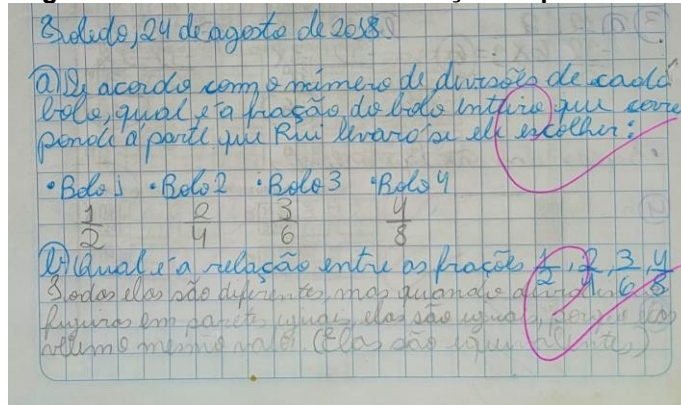 Toledo, 24 de agosto de 2018.
a) De acordo com o número de divisões de cada
bolo, qual é a fração do bolo inteiro que corres
ponde a parte que Rui levará se ele escolher:
• Bolo 1 • Bolo 2 • Bolo 3 • Bolo 4
1/2 2/4 3/6 4/8
b) Qual é a relação entre as frações 1/2, 2/4, 3/6, 4/8
Todas elas são diferentes, mas quando
figuras em partes iguais, elas são iguais,
mesmo valor. (Elas são equivalentes)